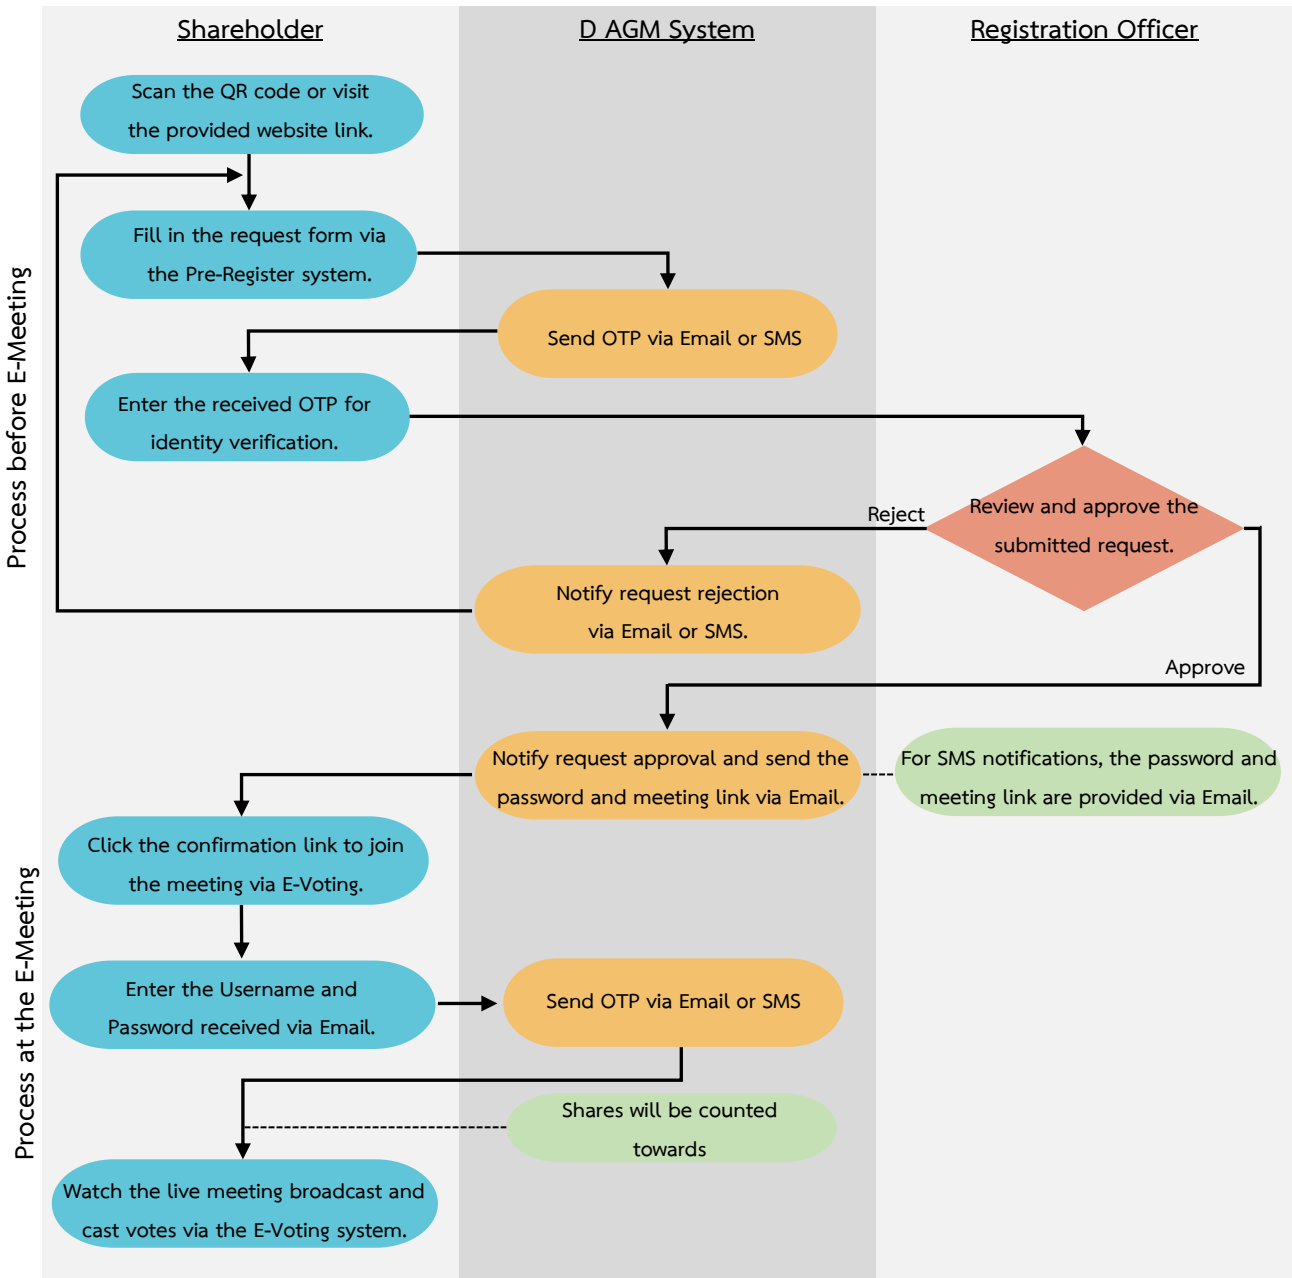 Shareholder
D AGM System
Registration Officer
Process before E-Meeting
Scan the QR code or visit
the provided website link.
Fill in the request form via
the Pre-Register system.
Send OTP via Email or SMS
Enter the received OTP for
identity verification.
Review and approve the
submitted request.
Reject
Notify request rejection
via Email or SMS.
Approve
Notify request approval and send the
password and meeting link via Email.
For SMS notifications, the password and
meeting link are provided via Email.
Process at the E-Meeting
Click the confirmation link to join
the meeting via E-Voting.
Enter the Username and
Password received via Email.
Send OTP via Email or SMS
Shares will be counted
towards
Watch the live meeting broadcast and
cast votes via the E-Voting system.